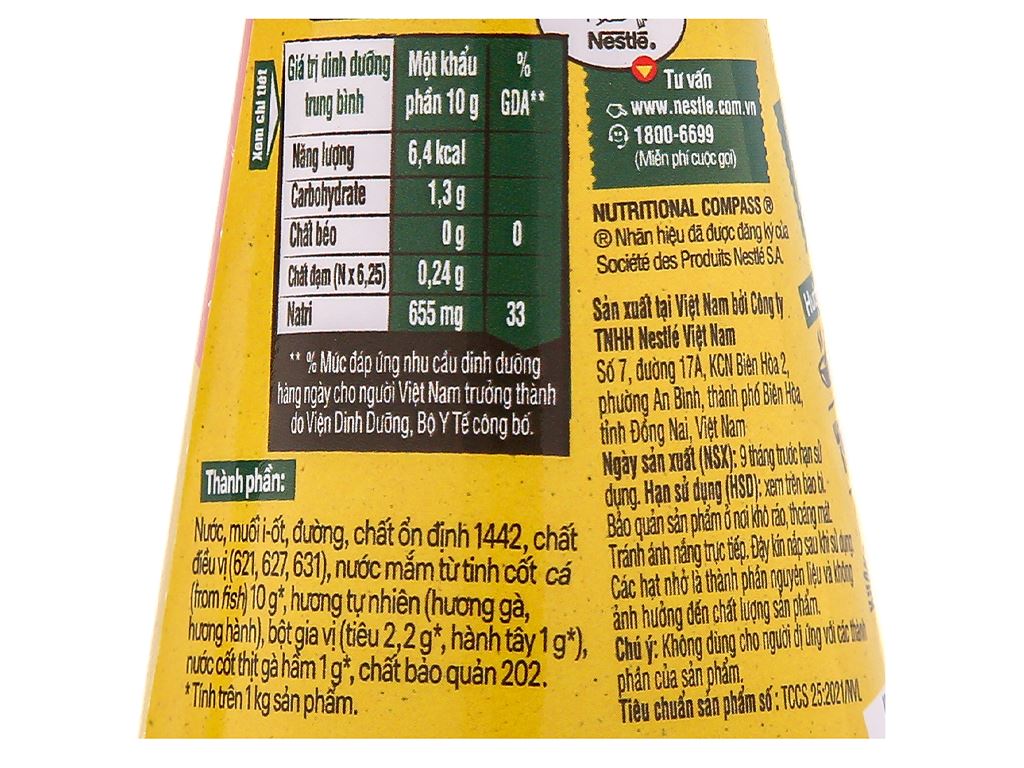 Nestlé®
Xem chi tiết
Giá trị dinh dưỡng trung bình | Một khẩu phần 10 g | % GDA**
Năng lượng | 6,4 kcal
Carbohydrate | 1,3 g
Chất béo | 0 g | 0
Chất đạm (N x 6,25) | 0,24 g
Natri | 655 mg | 33
** % Mức đáp ứng nhu cầu dinh dưỡng
hàng ngày cho người Việt Nam trưởng thành
do Viện Dinh Dưỡng, Bộ Y Tế công bố.
Thành phần:
Nước, muối i-ốt, đường, chất ổn định 1442, chất
điều vị (621, 627, 631), nước mắm từ tinh cốt cá
(from fish) 10 g*, hương tự nhiên (hương gà,
hương hành), bột gia vị (tiêu 2,2 g*, hành tây 1 g*),
nước cốt thịt gà hầm 1 g*, chất bảo quản 202.
*Tính trên 1 kg sản phẩm.
Tư vấn
www.nestle.com.vn
1800-6699
(Miễn phí cuộc gọi)
NUTRITIONAL COMPASS ®
® Nhãn hiệu đã được đăng ký của
Société des Produits Nestlé S.A.
Sản xuất tại Việt Nam bởi Công ty
TNHH Nestlé Việt Nam
Số 7, đường 17A, KCN Biên Hòa 2,
phường An Bình, thành phố Biên Hòa,
tỉnh Đồng Nai, Việt Nam
Ngày sản xuất (NSX): 9 tháng trước hạn sử
dụng. Hạn sử dụng (HSD): xem trên bao bì.
Bảo quản sản phẩm ở nơi khô ráo, thoáng mát.
Tránh ánh nắng trực tiếp. Đậy kín nắp sau khi sử dụng.
Các hạt nhỏ là thành phần nguyên liệu và không
ảnh hưởng đến chất lượng sản phẩm.
Chú ý: Không dùng cho người dị ứng với các thành
phần của sản phẩm.
Tiêu chuẩn sản phẩm số : TCCS 25:2021/NVL